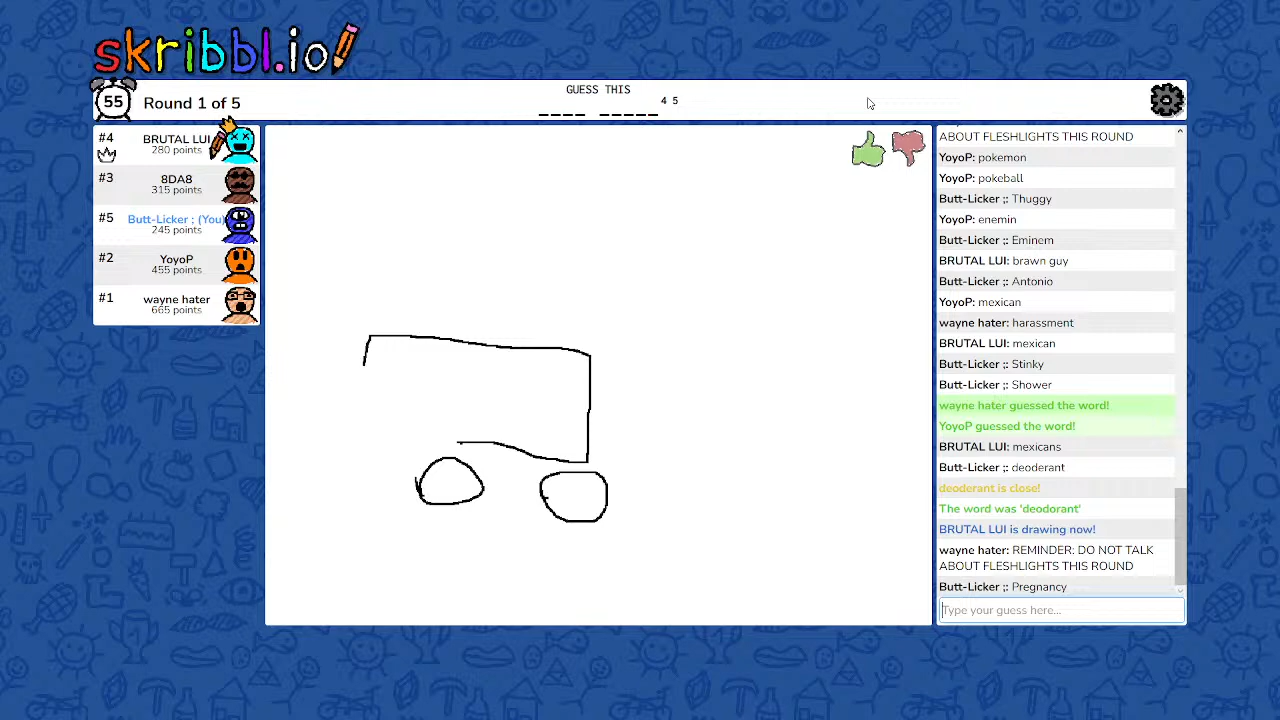 skribbl.io
55
Round 1 of 5
GUESS THIS
4 5
____ _____
#4
BRUTAL LUI
280 points
#3
8DA8
315 points
#5
Butt-Licker ; (You)
245 points
#2
YoyoP
455 points
#1
wayne hater
665 points
ABOUT FLESHLIGHTS THIS ROUND
YoyoP: pokemon
YoyoP: pokeball
Butt-Licker ;: Thuggy
YoyoP: enemin
Butt-Licker ;: Eminem
BRUTAL LUI: brawn guy
Butt-Licker ;: Antonio
YoyoP: mexican
wayne hater: harassment
BRUTAL LUI: mexican
Butt-Licker ;: Stinky
Butt-Licker ;: Shower
wayne hater guessed the word!
YoyoP guessed the word!
BRUTAL LUI: mexicans
Butt-Licker ;: deoderant
deoderant is close!
The word was 'deodorant'
BRUTAL LUI is drawing now!
wayne hater: REMINDER: DO NOT TALK
ABOUT FLESHLIGHTS THIS ROUND
Butt-Licker ;: Pregnancy
Type your guess here...